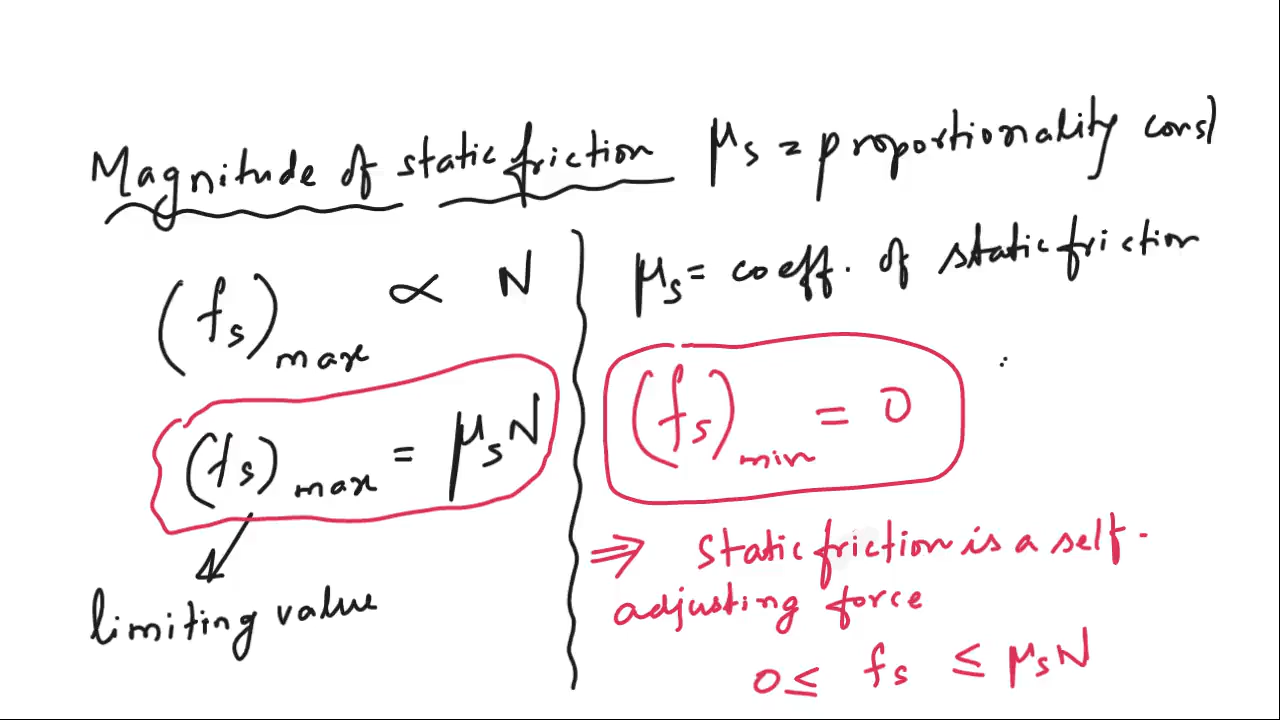 Magnitude of static friction
(fs)max ∝ N
(fs)max = μsN
limiting value
μs = proportionality const
μs = coeff. of static friction
(fs)min = 0
⇒ Static friction is a self-
adjusting force
0 ≤ fs ≤ μsN